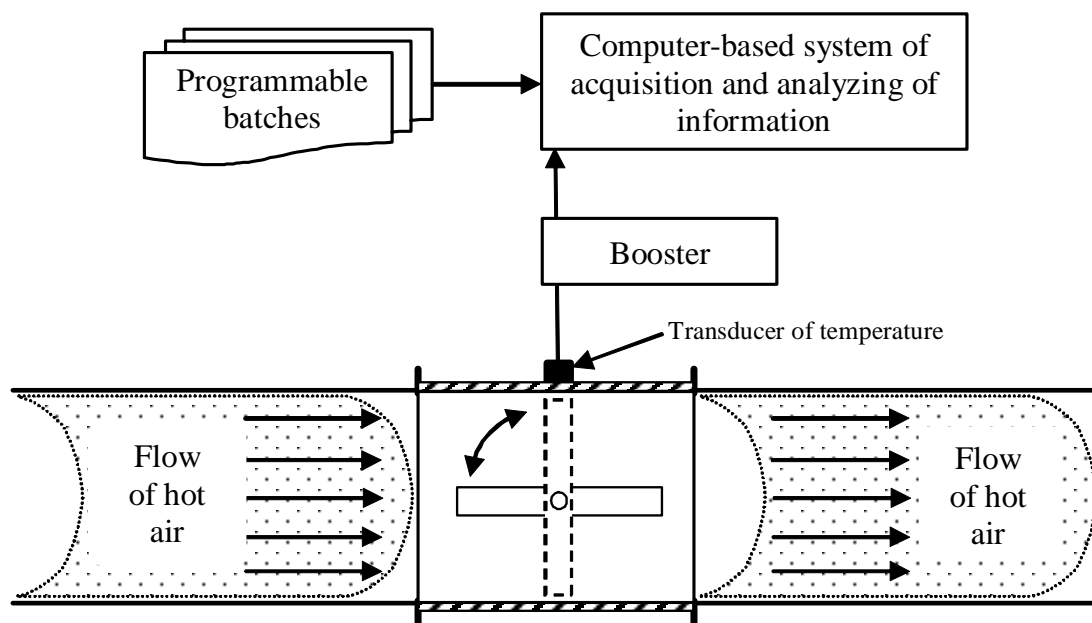 Programmable
batches
Computer-based system of
acquisition and analyzing of
information
Booster
Transducer of temperature
Flow
of hot
air
Flow
of hot
air